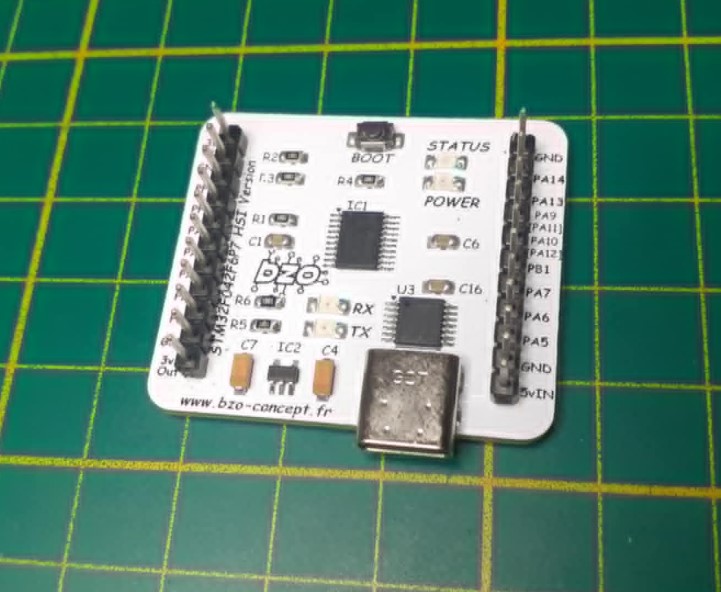 BOOT
STATUS
POWER
R2
R3
R4
IC1
R1
C1
C6
BZO
STM32F042F6P7 HSI Version
U3
C16
R6
R5
RX
TX
C7
IC2
C4
3v
Out
www.bzo-concept.fr
GND
PA14
PA13
PA9
[PA11]
PA10
[PA12]
PB1
PA7
PA6
PA5
GND
5vIN